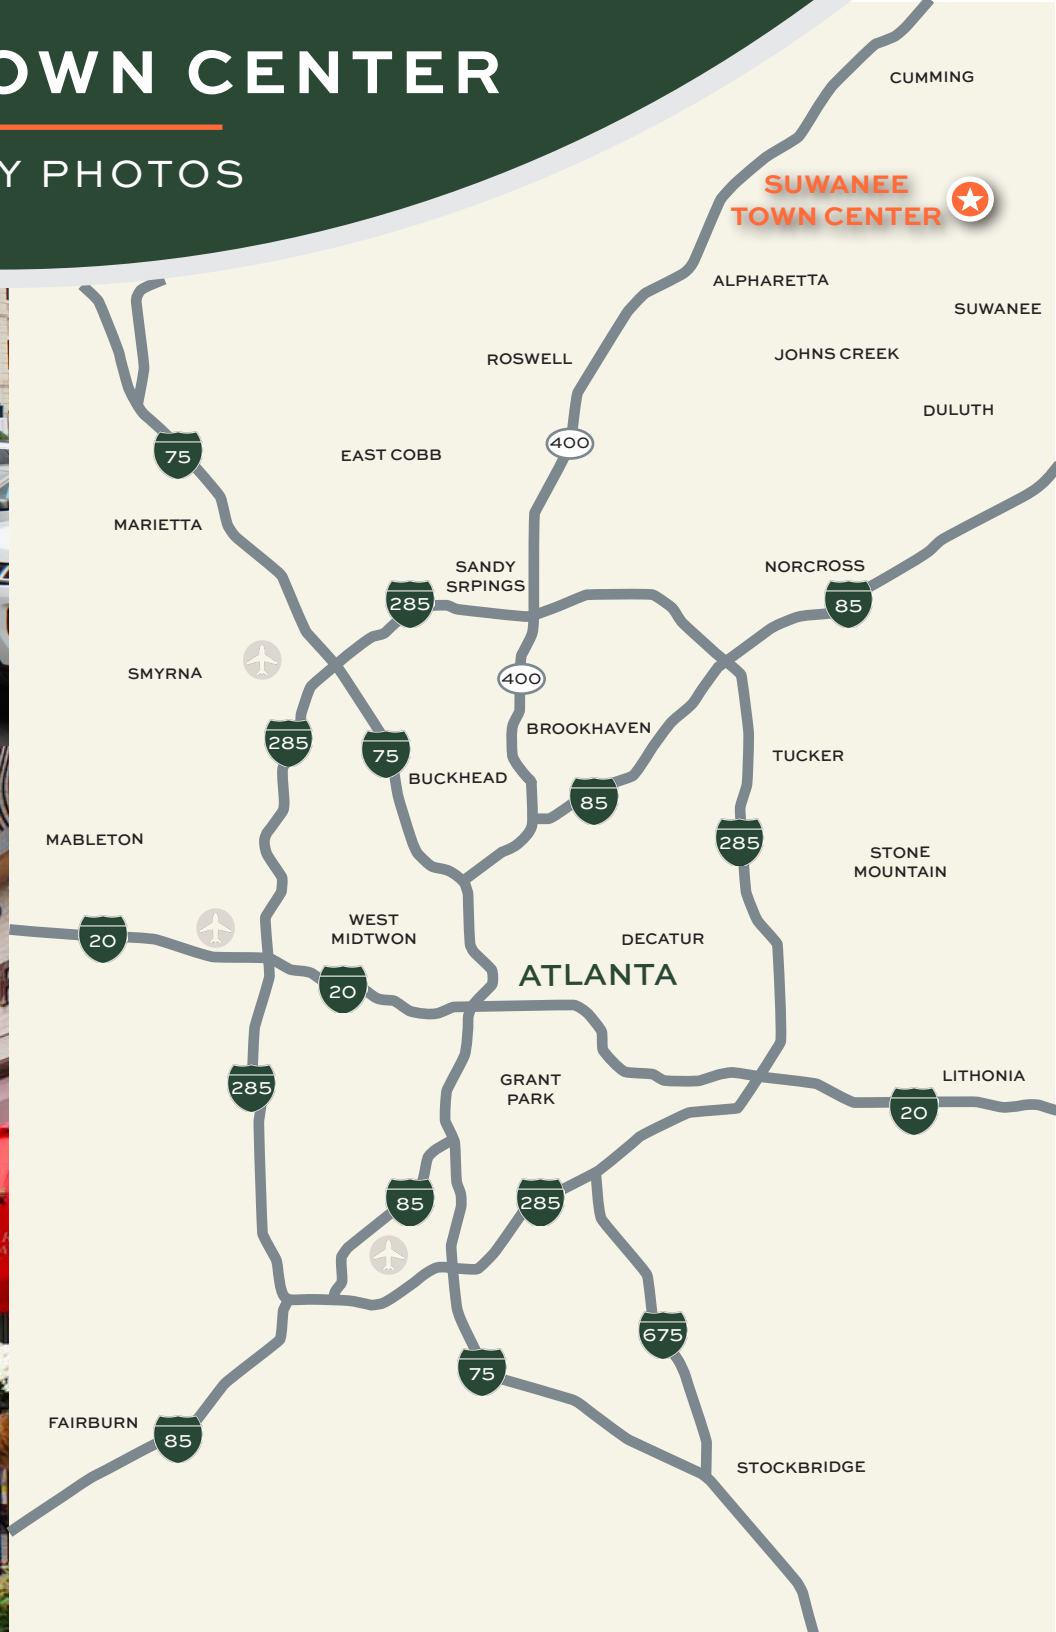 OWN CENTER
Y PHOTOS
CUMMING
SUWANEE
TOWN CENTER
ALPHARETTA
SUWANEE
JOHNS CREEK
ROSWELL
DULUTH
400
EAST COBB
75
MARIETTA
SANDY
SRPINGS
NORCROSS
285
85
SMYRNA
400
BROOKHAVEN
285
75
TUCKER
BUCKHEAD
85
MABLETON
285
STONE
MOUNTAIN
WEST
MIDTWON
20
DECATUR
ATLANTA
20
285
GRANT
PARK
LITHONIA
20
85
285
675
75
FAIRBURN
85
STOCKBRIDGE